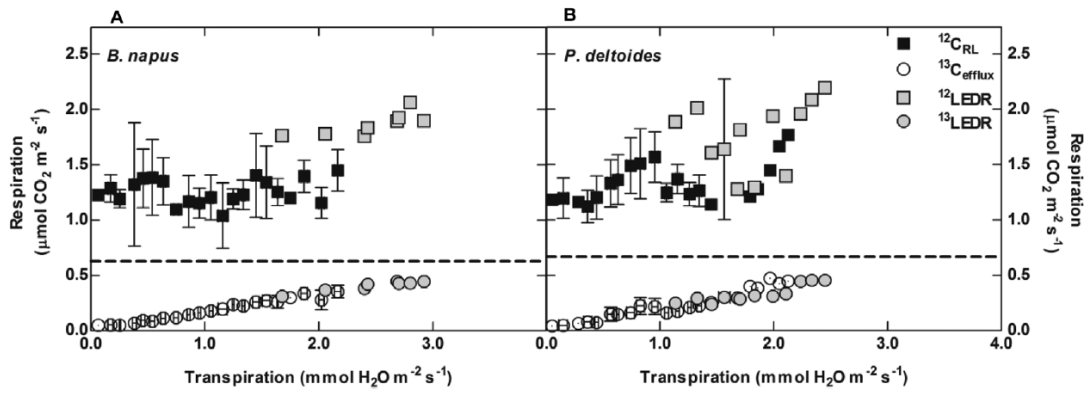 A
B
B. napus
P. deltoides
¹²C_RL
¹³C_efflux
¹²LEDR
¹³LEDR
Respiration
(μmol CO₂ m⁻² s⁻¹)
2.5
2.0
1.5
1.0
0.5
0.0
2.5
2.0
1.5
1.0
0.5
0.0
Respiration
(μmol CO₂ m⁻² s⁻¹)
0.0 1.0 2.0 3.0 0.0 1.0 2.0 3.0 4.0
Transpiration (mmol H₂O m⁻² s⁻¹)
Transpiration (mmol H₂O m⁻² s⁻¹)